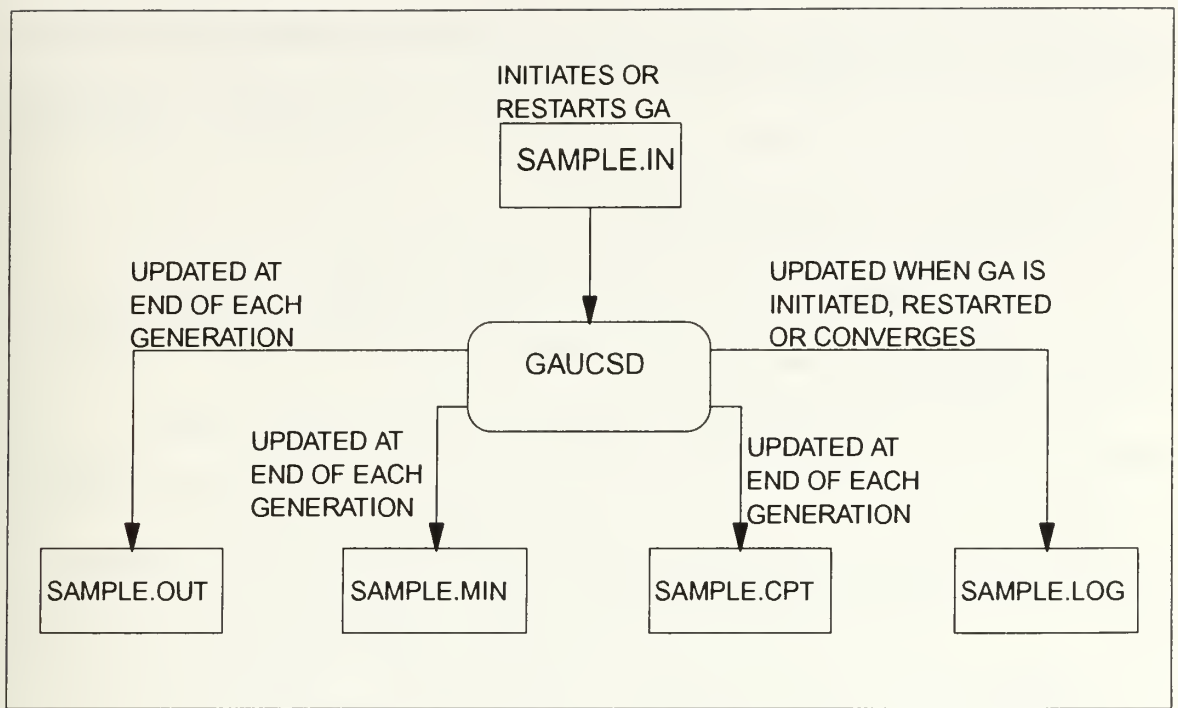 INITIATES OR
RESTARTS GA
SAMPLE.IN
UPDATED AT
END OF EACH
GENERATION
UPDATED WHEN GA IS
INITIATED, RESTARTED
OR CONVERGES
GAUCSD
UPDATED AT
END OF EACH
GENERATION
UPDATED AT
END OF EACH
GENERATION
SAMPLE.OUT
SAMPLE.MIN
SAMPLE.CPT
SAMPLE.LOG